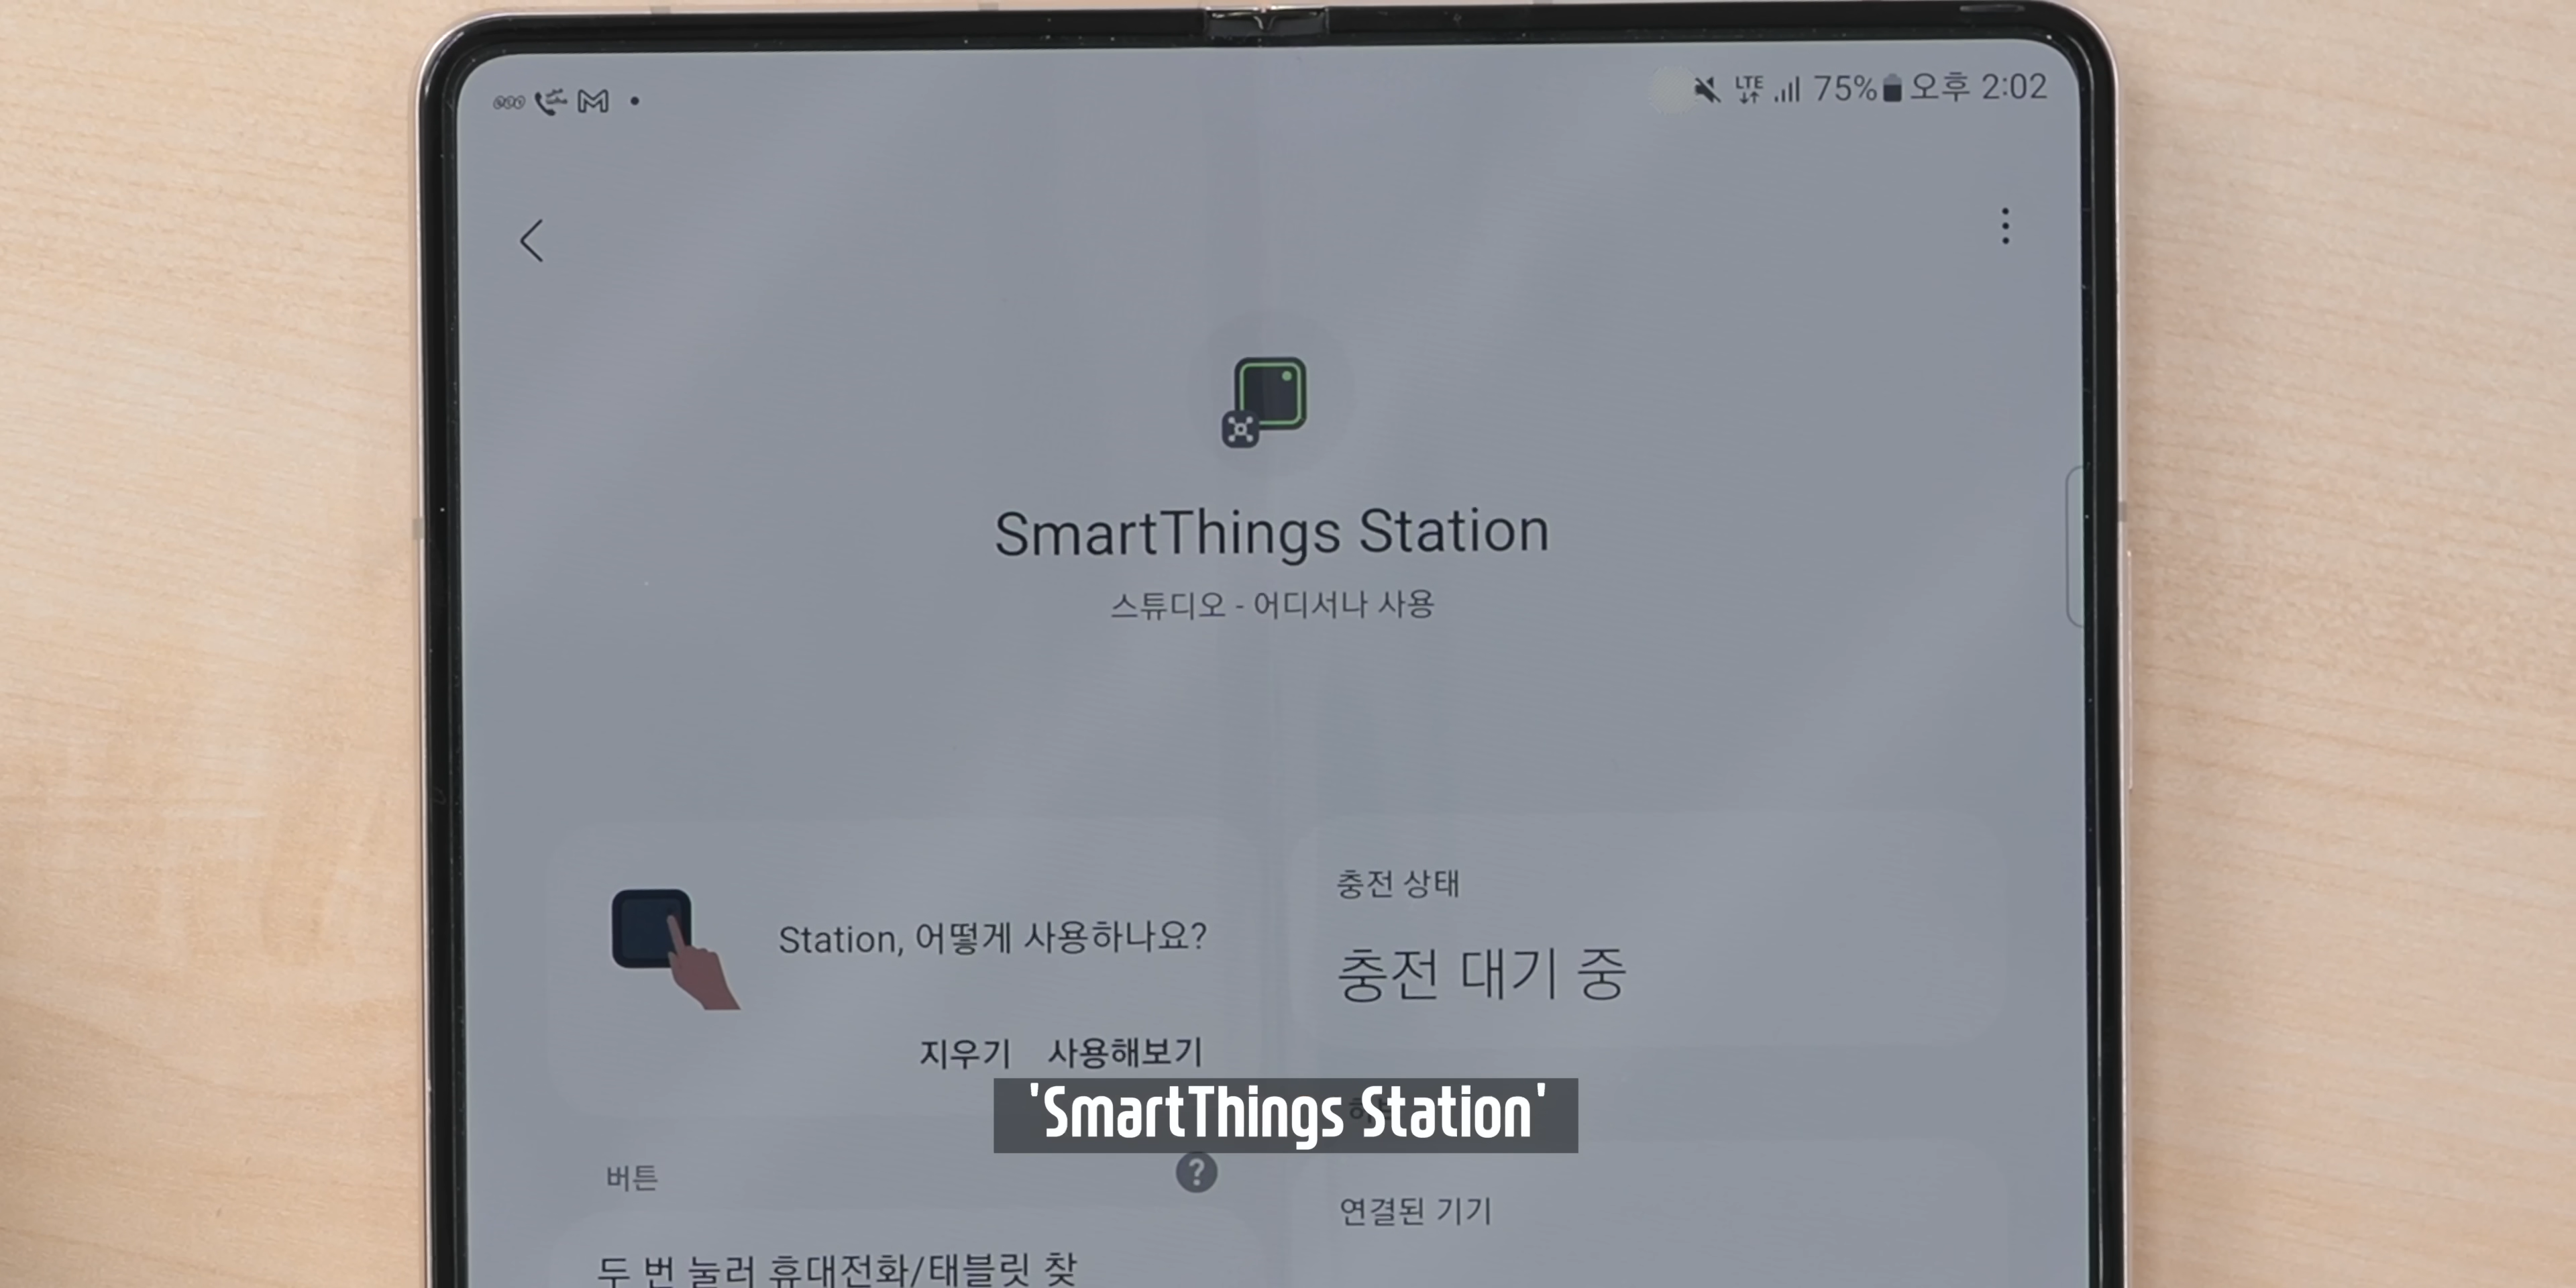 LTE 75% 오후 2:02
SmartThings Station
스튜디오 - 어디서나 사용
Station, 어떻게 사용하나요?
지우기 사용해보기
충전 상태
충전 대기 중
'SmartThings Station'
버튼
?
두 번 눌러 휴대전화/태블릿 찾
연결된 기기